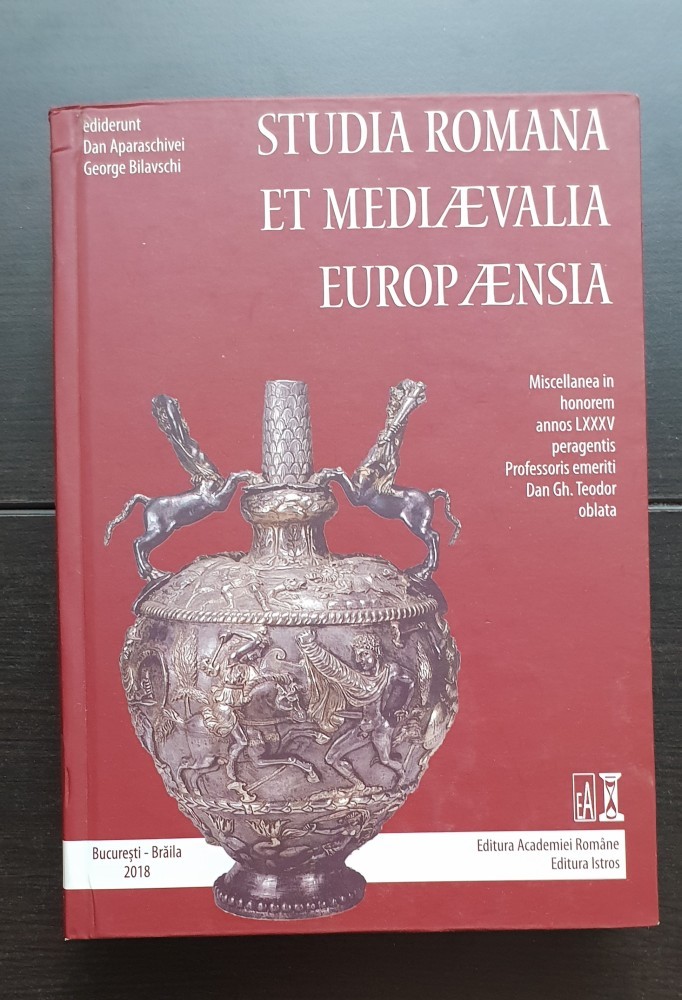 ediderunt
Dan Aparaschivei
George Bilavschi
STUDIA ROMANA
ET MEDIÆVALIA
EUROPÆNSIA
Miscellanea in
honorem
annos LXXXV
peragentis
Professoris emeriti
Dan Gh. Teodor
oblata
EA
București - Brăila
2018
Editura Academiei Române
Editura Istros